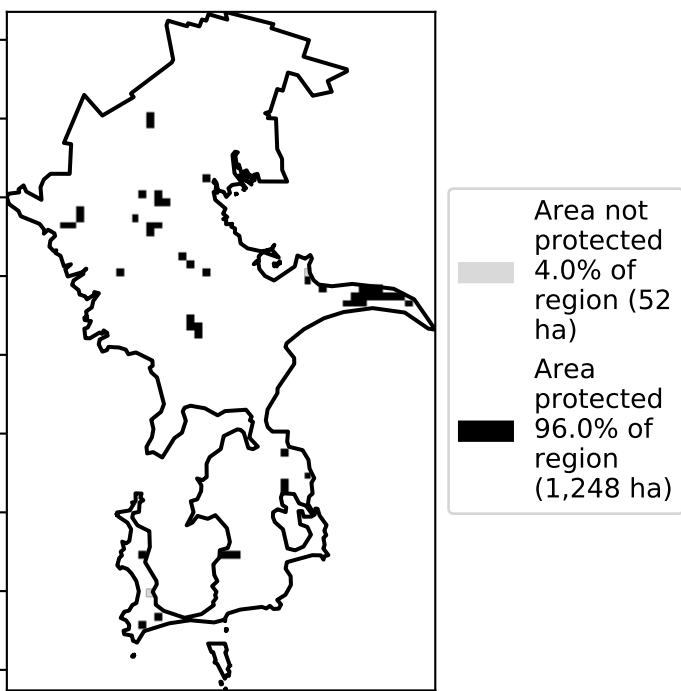 Area not
protected
4.0% of
region (52
ha)
Area
protected
96.0% of
region
(1,248 ha)